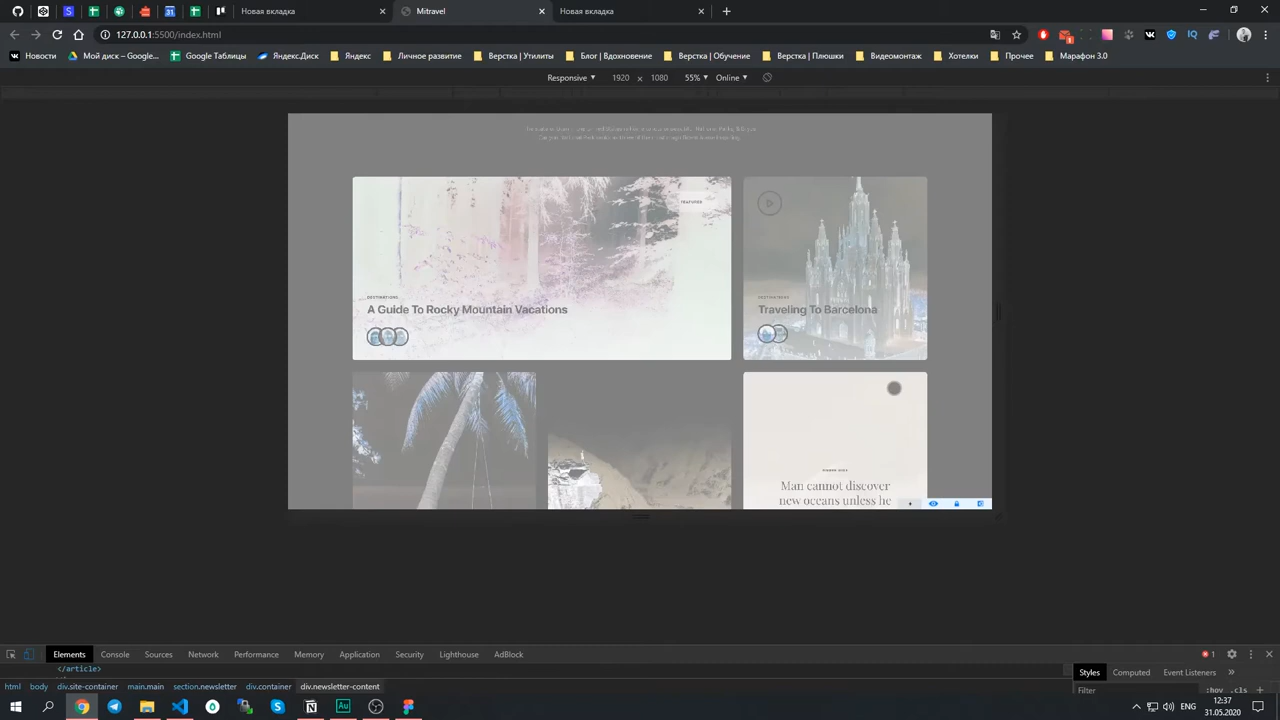 Новая вкладка
Mitravel
Новая вкладка
127.0.0.1:5500/index.html
Новости
Мой диск – Google...
Google Таблицы
Яндекс.Диск
Яндекс
Личное развитие
Верстка | Утилиты
Блог | Вдохновение
Верстка | Обучение
Верстка | Плюшки
Видеомонтаж
Хотелки
Прочее
Марафон 3.0
Responsive
1920 × 1080
55%
Online
FEATURED
DESTINATIONS
A Guide To Rocky Mountain Vacations
DESTINATIONS
Traveling To Barcelona
Man cannot discover
new oceans unless he
Elements
Console
Sources
Network
Performance
Memory
Application
Security
Lighthouse
AdBlock
1
</article>
Styles
Computed
Event Listeners
html
body
div.site-container
main.main
section.newsletter
div.container
div.newsletter-content
Filter
:hov
.cls
ENG
12:37
31.05.2020